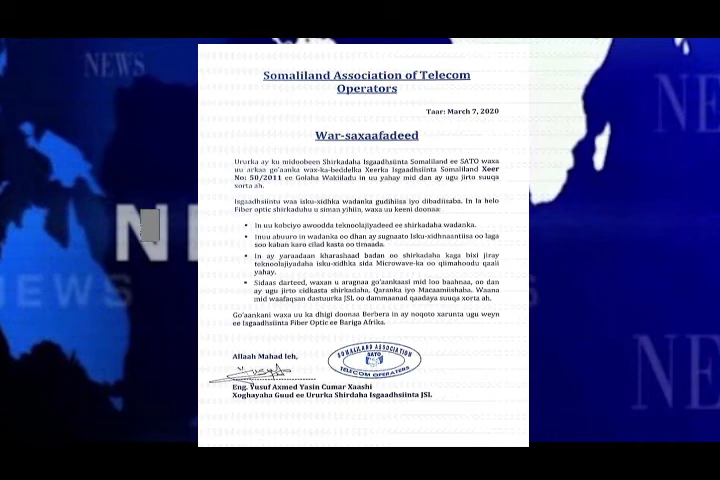 NEWS
Somaliland Association of Telecom
Operators
Taar: March 7, 2020
War-saxaafadeed
Ururka ay ku midoobeen Shirkadaha Isgaadhsiinta Somaliland ee SATO waxa
uu arkaa go'aanka wax-ka-beddelka Xeerka Isgaadhsiinta Somaliland Xeer
No: 50/2011 ee Golaha Wakiiladu in uu yahay mid dan ay ugu jirto suuqa
xorta ah.
Isgaadhsiintu waa isku-xidhka wadanka gudihiisa iyo dibadiisaba. In la helo
Fiber optic shirkaduhu u siman yihiin, waxa uu keeni doonaa:
In uu kobciyo awoodda teknoolajiyadeed ee shirkadaha wadanka.
Inuu abuuro in wadanka oo dhan ay sugnaato Isku-xidhnaantiisa oo laga
soo kaban karo cilad kasta oo timaada.
In ay yaraadaan kharashaad badan oo shirkadaha kaga bixi jiray
teknoolajiyadaha isku-xidhka sida Microwave-ka oo qiimahoodu qaali
yahay.
Sidaas darteed, waxan u aragnaa go'aankaasi mid loo baahnaa, oo dan
ay ugu jirto cidkasta shirkadaha, Qaranka iyo Macaamiishaha. Waana
mid waafaqsan dastuurka JSL oo dammaanad qaadaya suuqa xorta ah.
Go'aankani waxa uu ka dhigi doonaa Berbera in ay noqoto xarunta ugu weyn
ee Isgaadhsiinta Fiber Optic ee Bariga Afrika.
SOMALILAND ASSOCIATION
SATO
TELECOM OPERATERS
Allaah Mahad leh,
Eng. Yusuf Axmed Yasin Cumar Xaashi
Xoghayaha Guud ee Ururka Shirdaha Isgaadhsiinta JSL
NE
NE
EWS
NE